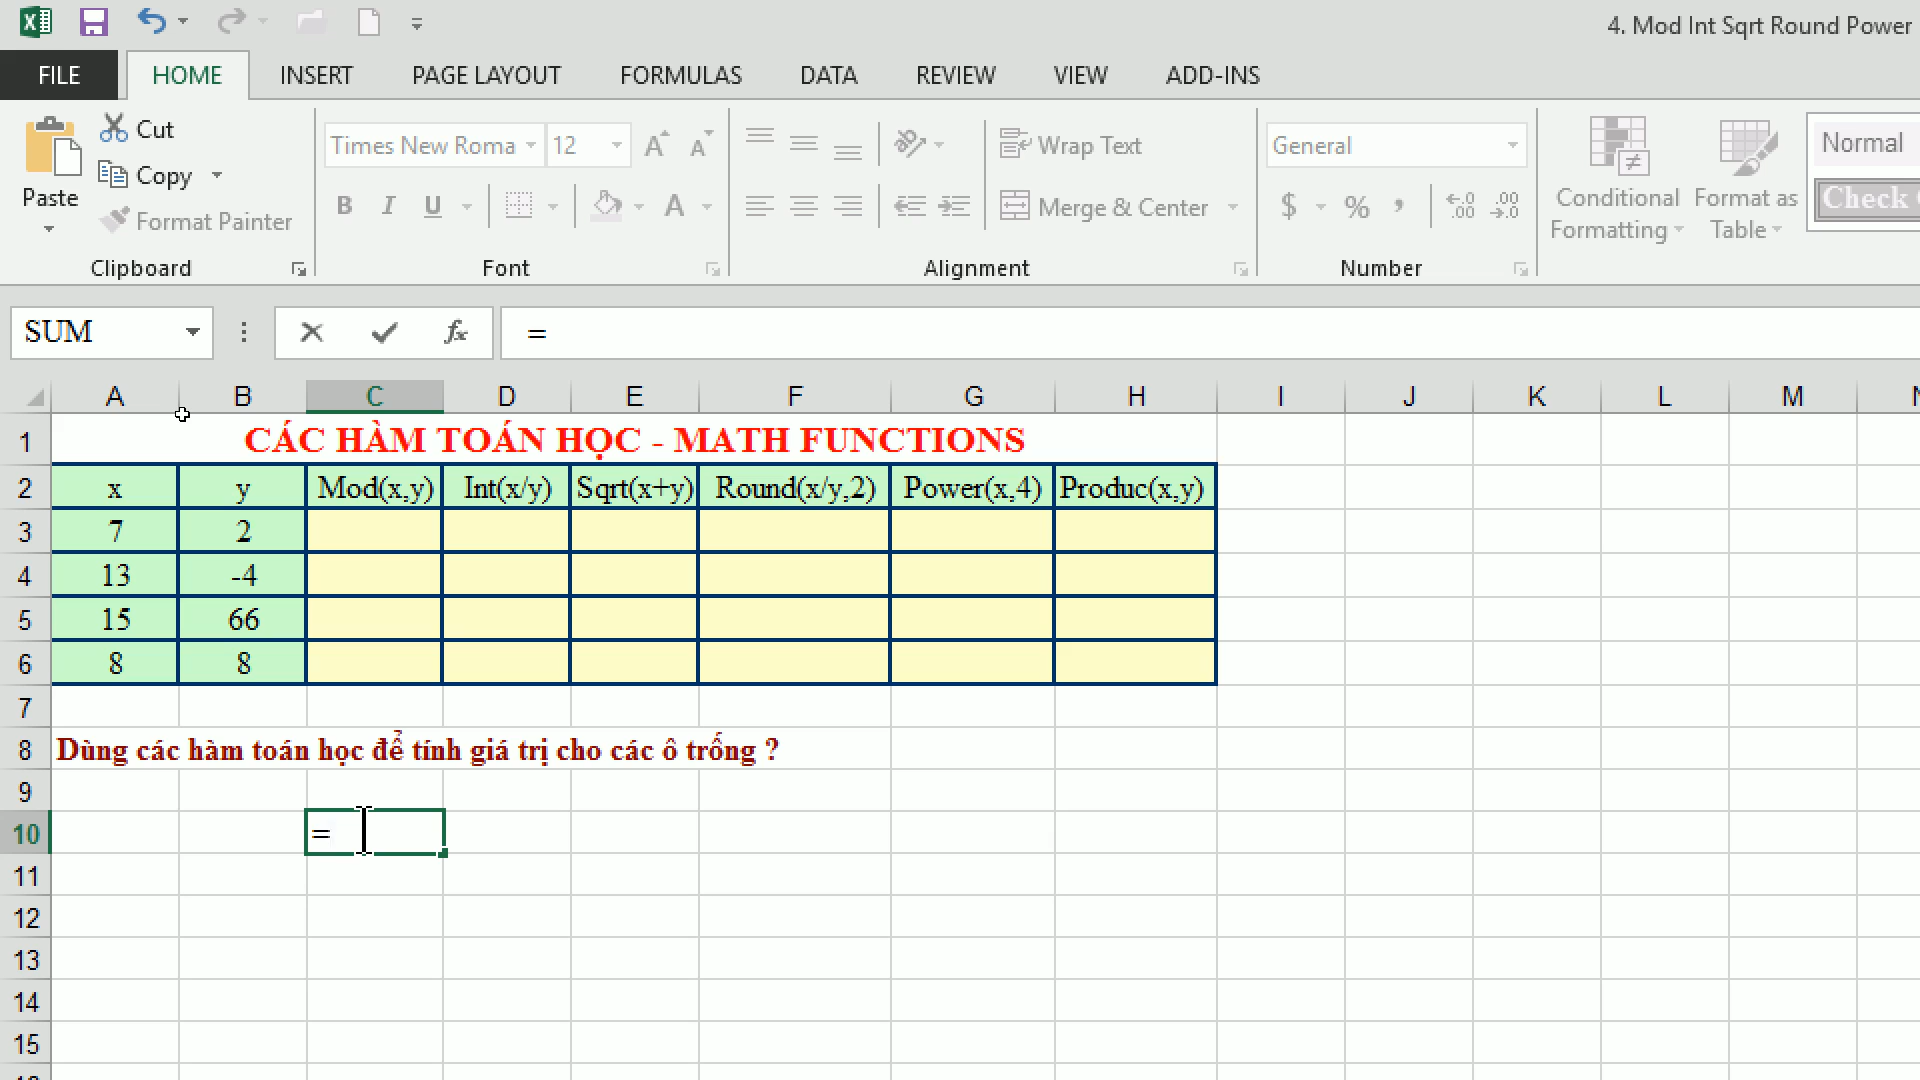 4. Mod Int Sqrt Round Power
FILE HOME INSERT PAGE LAYOUT FORMULAS DATA REVIEW VIEW ADD-INS
Paste
Cut
Copy
Format Painter
Clipboard
Times New Roma 12
B I U A
Font
Wrap Text
Merge & Center
Alignment
General
$ % , .00 .00
Number
Conditional Formatting
Format as Table
Normal
Check
SUM fx =
A B C D E F G H I J K L M
1 CÁC HÀM TOÁN HỌC - MATH FUNCTIONS
2 x y Mod(x,y) Int(x/y) Sqrt(x+y) Round(x/y,2) Power(x,4) Produc(x,y)
3 7 2
4 13 -4
5 15 66
6 8 8
7
8 Dùng các hàm toán học để tính giá trị cho các ô trống ?
9
10 =
11
12
13
14
15